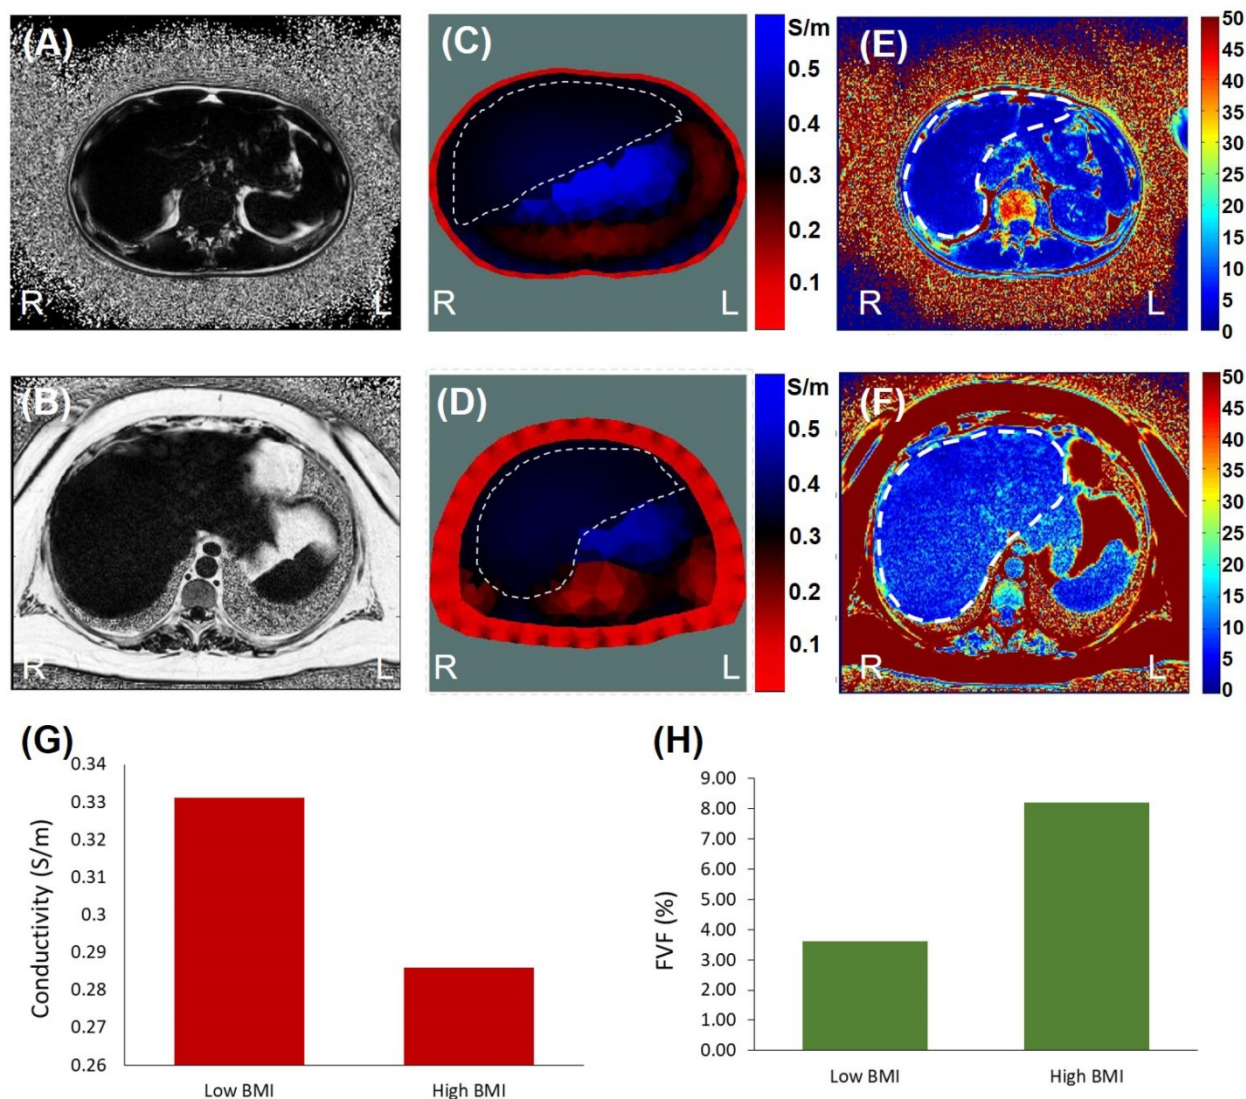 (A)
R L
(C)
S/m
0.5
0.4
0.3
0.2
0.1
R L
(E)
50
45
40
35
30
25
20
15
10
5
0
R L
(B)
R L
(D)
S/m
0.5
0.4
0.3
0.2
0.1
R L
(F)
50
45
40
35
30
25
20
15
10
5
0
R L
(G)
Conductivity (S/m)
0.34
0.33
0.32
0.31
0.3
0.29
0.28
0.27
0.26
Low BMI High BMI
(H)
FVF (%)
9.00
8.00
7.00
6.00
5.00
4.00
3.00
2.00
1.00
0.00
Low BMI High BMI